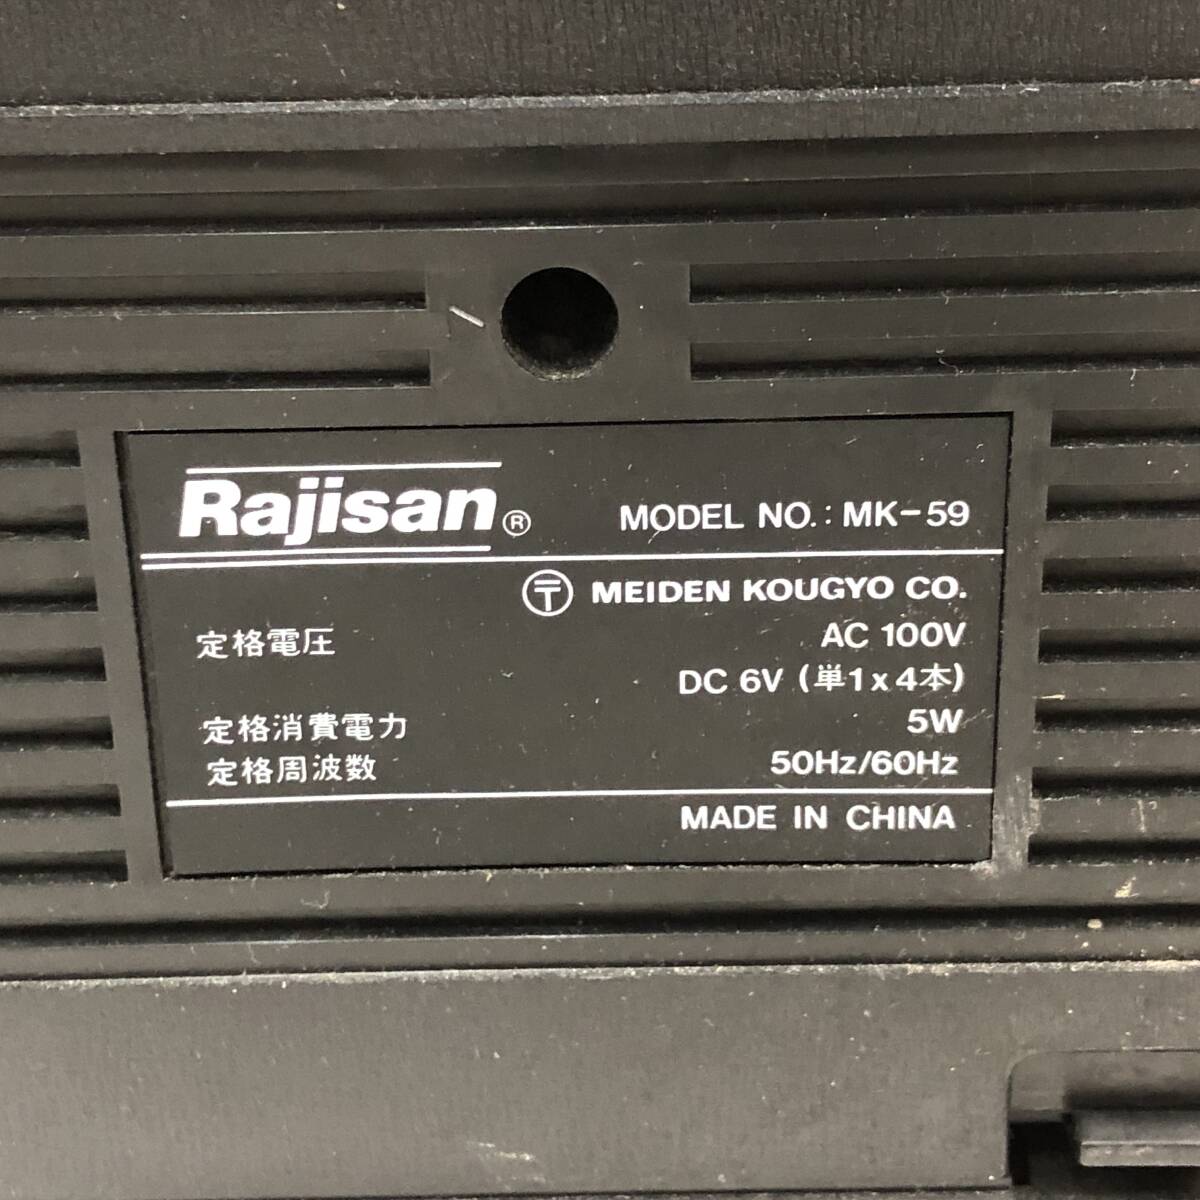 Rajisan® MODEL NO.: MK-59
〒 MEIDEN KOUGYO CO.
定格電圧 AC 100V
DC 6V (単1x4本)
定格消費電力 5W
定格周波数 50Hz/60Hz
MADE IN CHINA